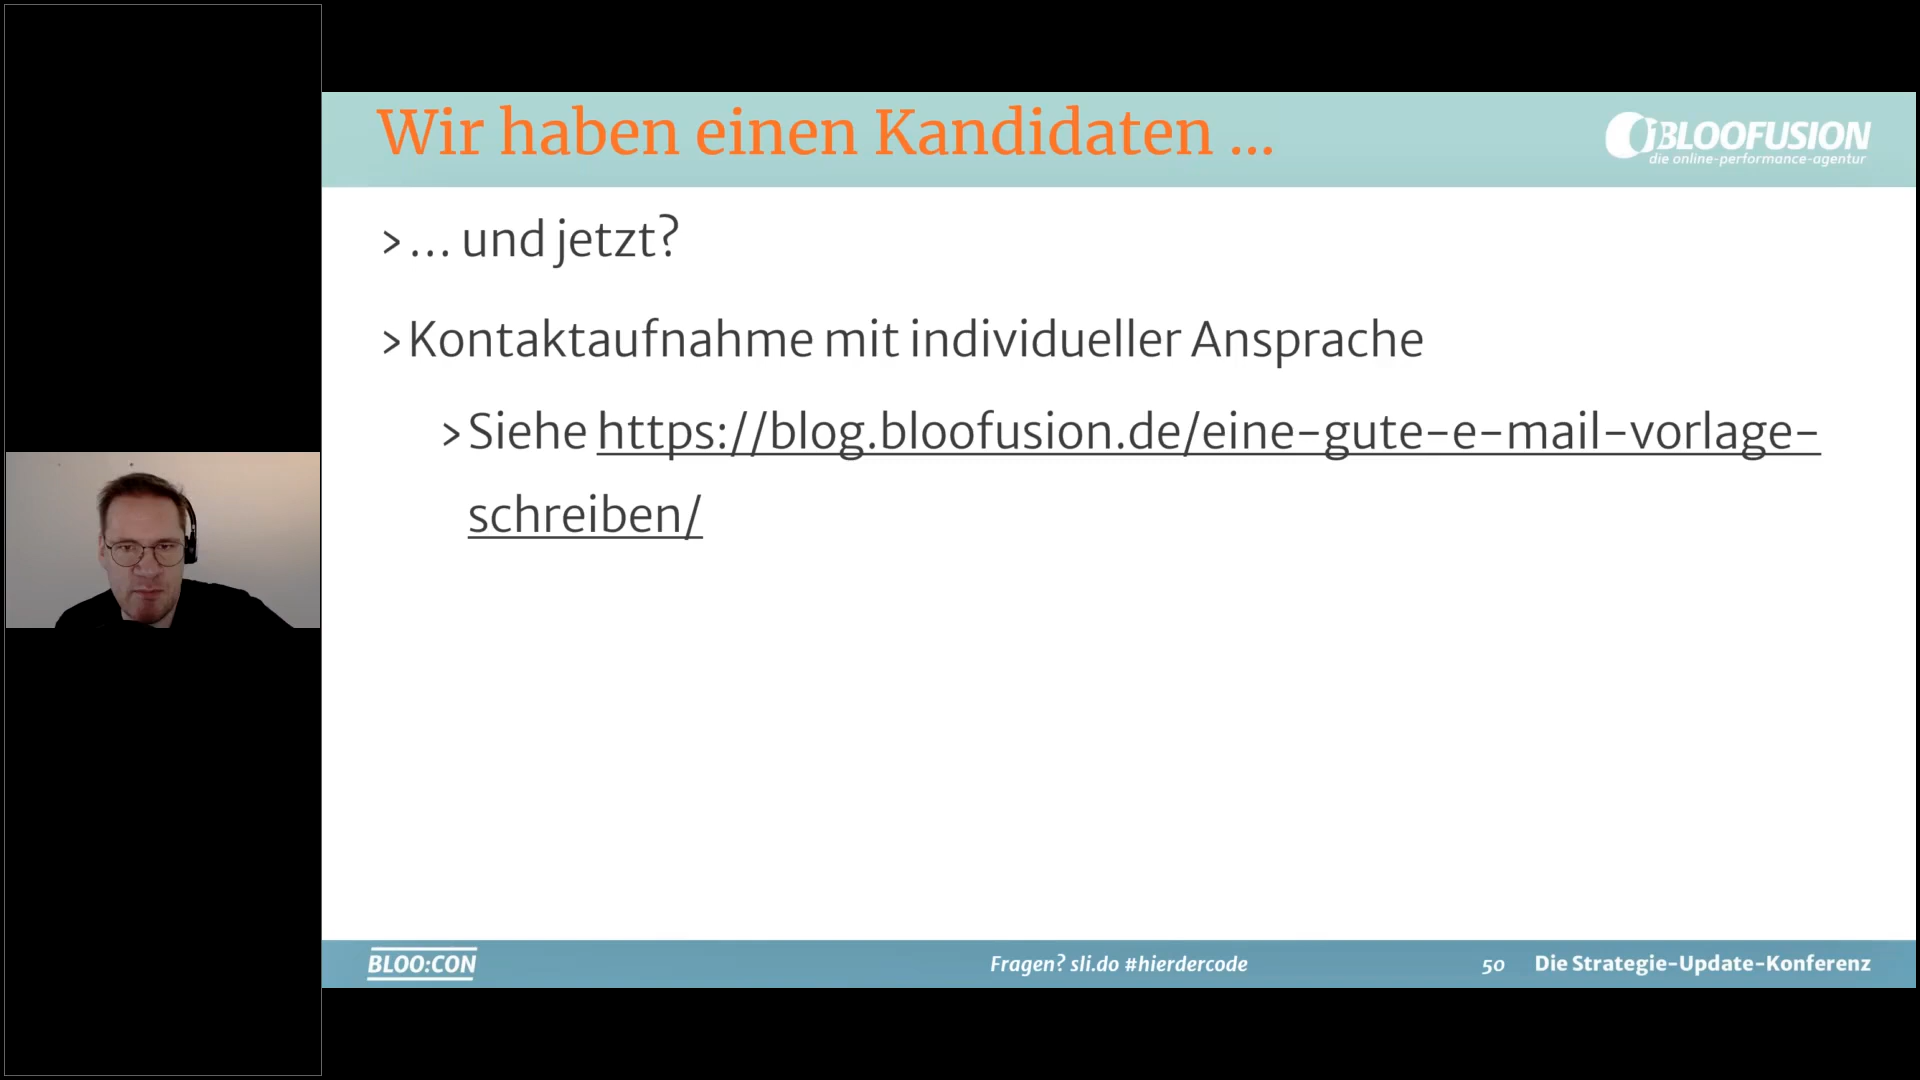 Wir haben einen Kandidaten ...
BLOOFUSION
die online-performance-agentur
>... und jetzt?
>Kontaktaufnahme mit individueller Ansprache
>Siehe https://blog.bloofusion.de/eine-gute-e-mail-vorlage-
schreiben/
BLOO:CON
Fragen? sli.do #hierdercode
50
Die Strategie-Update-Konferenz